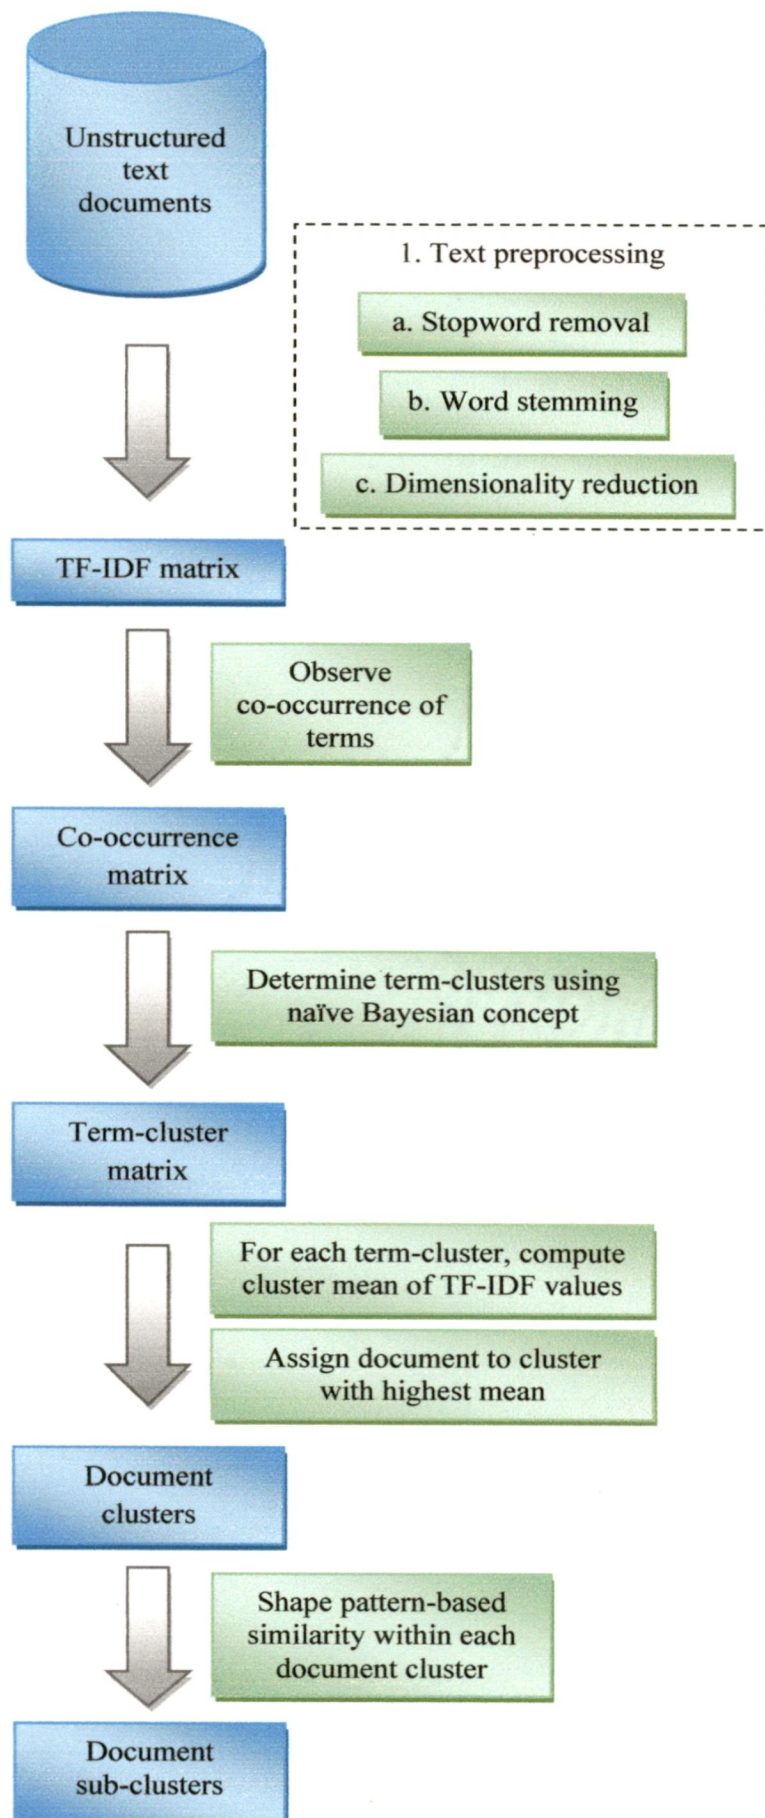 Unstructured
text
documents
1. Text preprocessing
a. Stopword removal
b. Word stemming
c. Dimensionality reduction
TF-IDF matrix
Observe
co-occurrence of
terms
Co-occurrence
matrix
Determine term-clusters using
naïve Bayesian concept
Term-cluster
matrix
For each term-cluster, compute
cluster mean of TF-IDF values
Assign document to cluster
with highest mean
Document
clusters
Shape pattern-based
similarity within each
document cluster
Document
sub-clusters